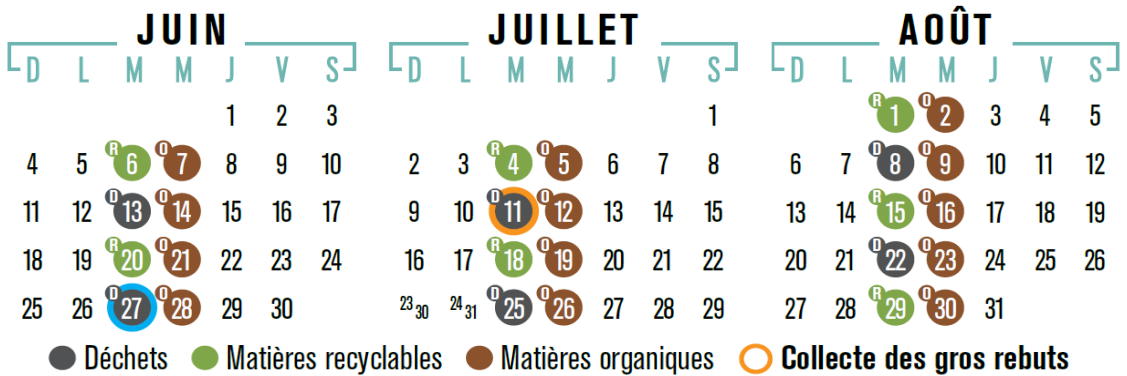 JUIN JUILLET AOÛT
D L M M J V S D L M M J V S D L M M J V S
1 2 3 1 R 1 O 2 3 4 5
4 5 R 6 O 7 8 9 10 2 3 R 4 O 5 6 7 8 6 7 D 8 O 9 10 11 12
11 12 D 13 O 14 15 16 17 9 10 D 11 O 12 13 14 15 13 14 R 15 O 16 17 18 19
18 19 R 20 O 21 22 23 24 16 17 R 18 O 19 20 21 22 20 21 D 22 O 23 24 25 26
25 26 D 27 O 28 29 30 23 30 24 31 D 25 O 26 27 28 29 27 28 R 29 O 30 31
Déchets Matières recyclables Matières organiques Collecte des gros rebuts